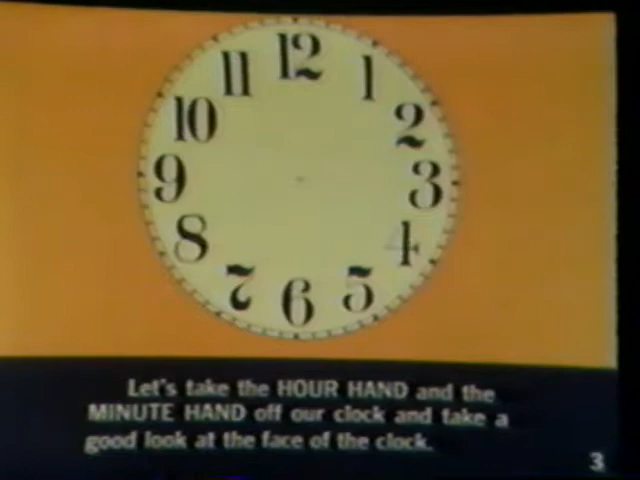 12
11 1
10 2
9 3
8 4
7 5
6
Let's take the HOUR HAND and the
MINUTE HAND off our clock and take a
good look at the face of the clock.
3